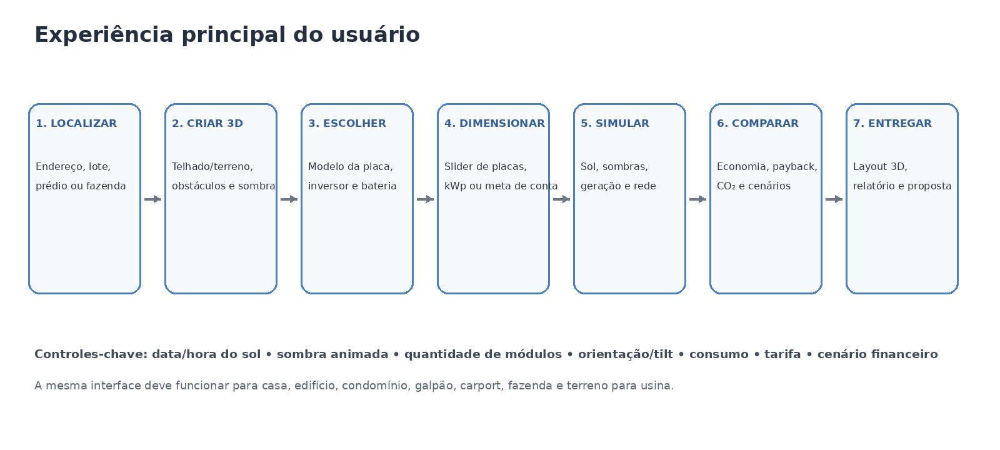 Experiência principal do usuário
1. LOCALIZAR
Endereço, lote,
prédio ou fazenda
2. CRIAR 3D
Telhado/terreno,
obstáculos e sombra
3. ESCOLHER
Modelo da placa,
inversor e bateria
4. DIMENSIONAR
Slider de placas,
kWp ou meta de conta
5. SIMULAR
Sol, sombras,
geração e rede
6. COMPARAR
Economia, payback,
CO₂ e cenários
7. ENTREGAR
Layout 3D,
relatório e proposta
Controles-chave: data/hora do sol • sombra animada • quantidade de módulos • orientação/tilt • consumo • tarifa • cenário financeiro
A mesma interface deve funcionar para casa, edifício, condomínio, galpão, carport, fazenda e terreno para usina.